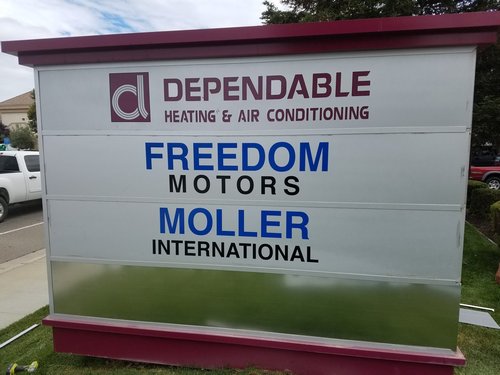 d DEPENDABLE
HEATING & AIR CONDITIONING
FREEDOM
MOTORS
MOLLER
INTERNATIONAL